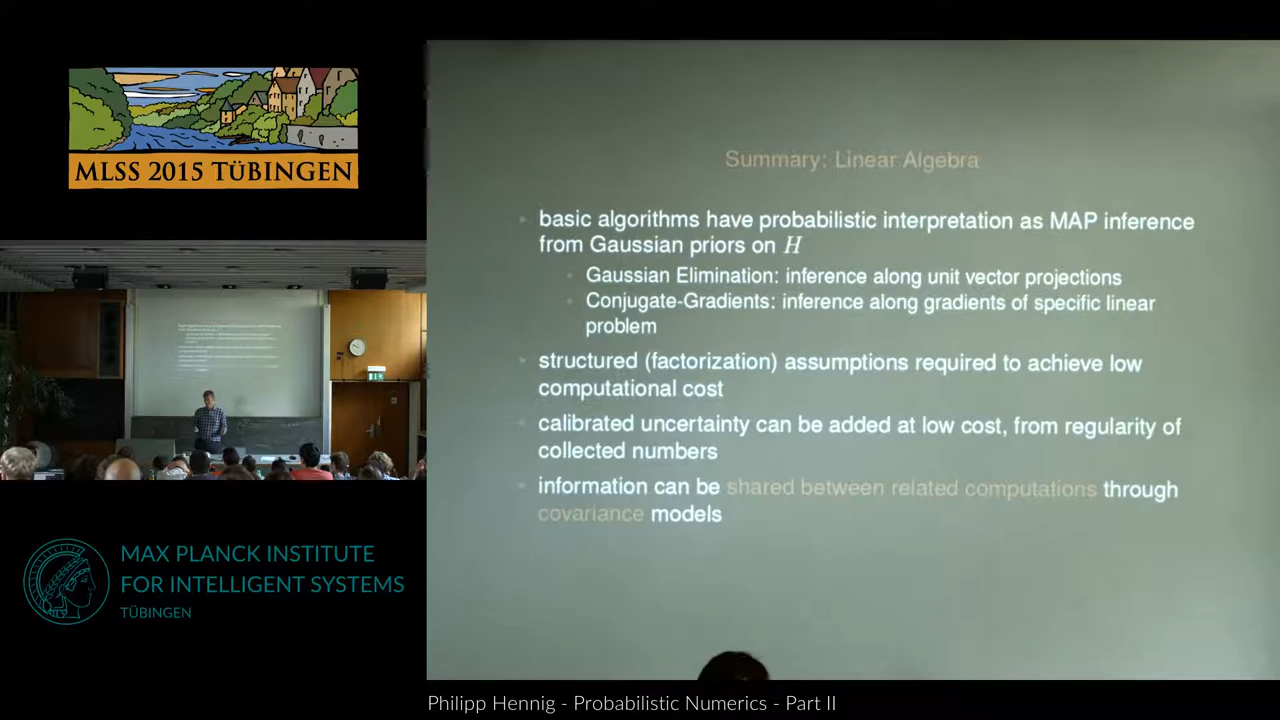 MLSS 2015 TÜBINGEN
MAX PLANCK INSTITUTE
FOR INTELLIGENT SYSTEMS
TÜBINGEN
Summary: Linear Algebra
basic algorithms have probabilistic interpretation as MAP inference
from Gaussian priors on H
Gaussian Elimination: inference along unit vector projections
Conjugate-Gradients: inference along gradients of specific linear
problem
structured (factorization) assumptions required to achieve low
computational cost
calibrated uncertainty can be added at low cost, from regularity of
collected numbers
information can be shared between related computations through
covariance models
Philipp Hennig - Probabilistic Numerics - Part II